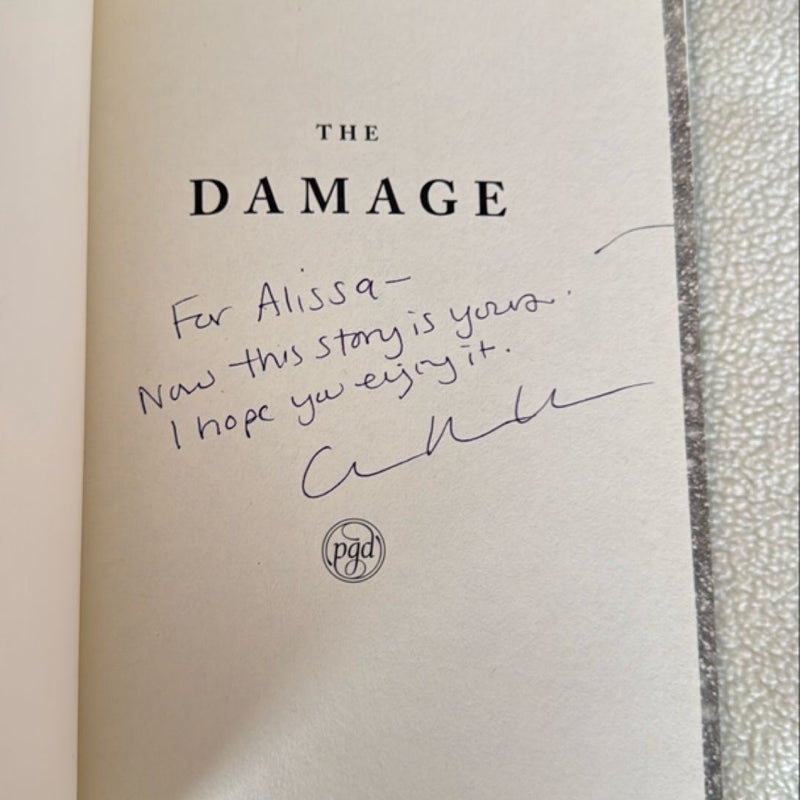 THE
DAMAGE
For Alissa—
Now this story is yours.
I hope you enjoy it.
pgd